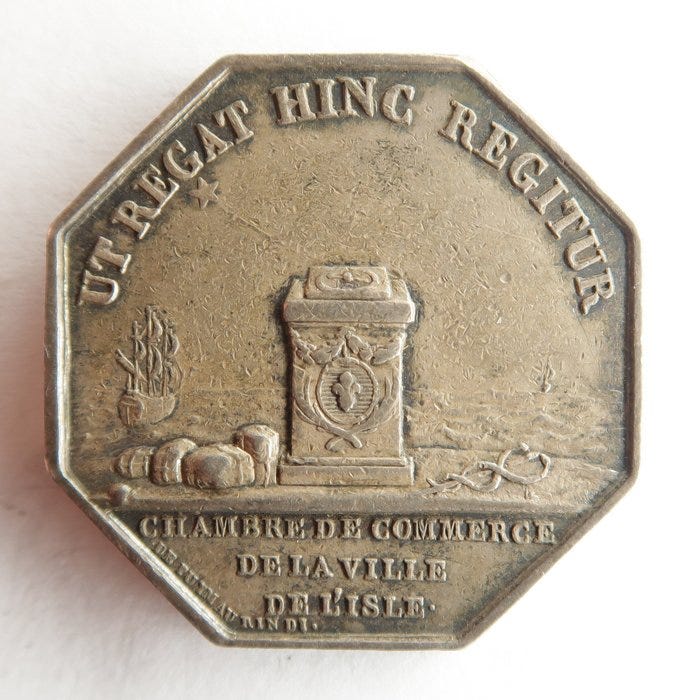 UT REGAT HINC REGITUR
CHAMBRE DE COMMERCE
DE LA VILLE
DE L'ISLE.